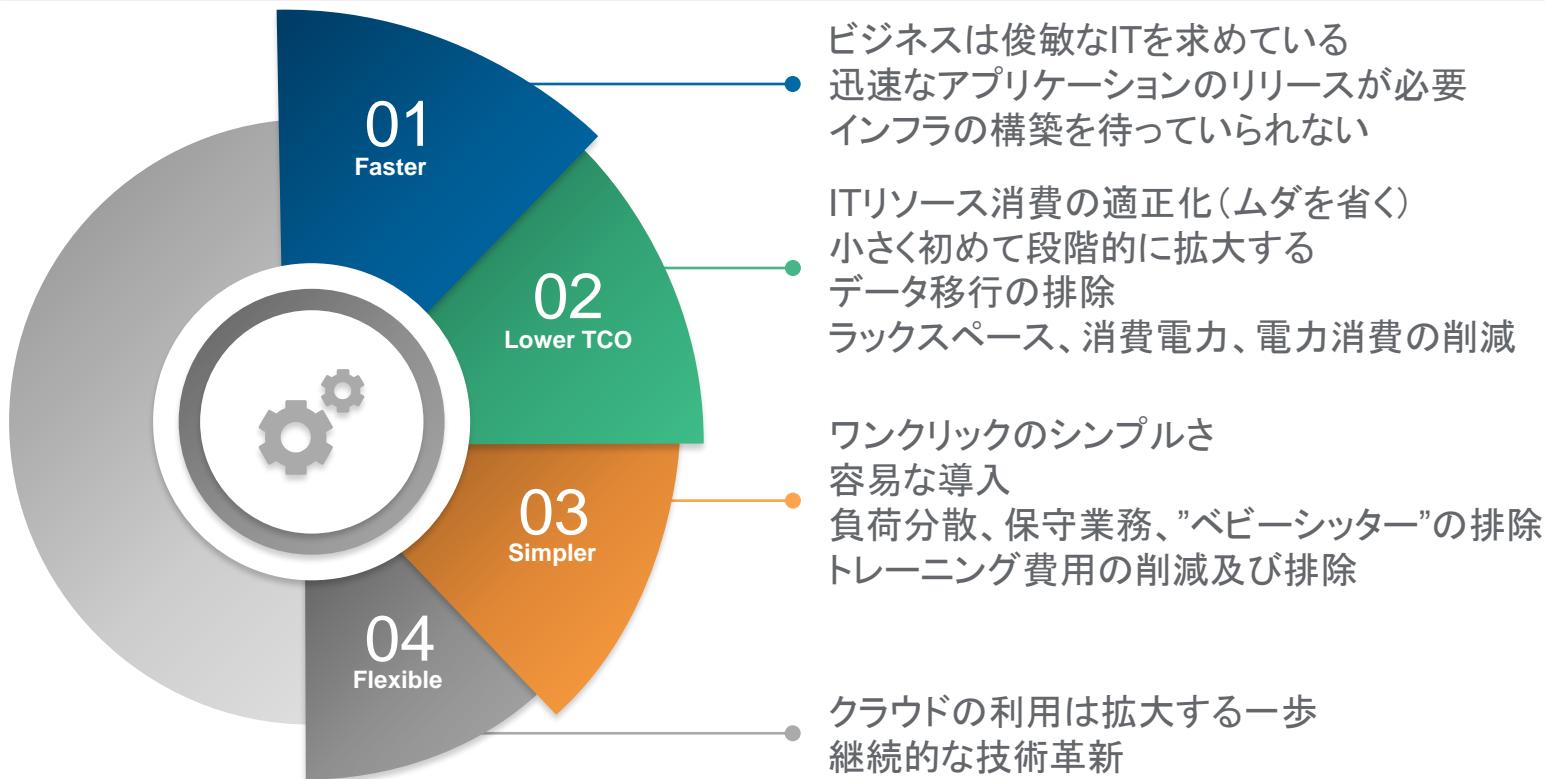 01
Faster
ビジネスは俊敏なITを求めている
迅速なアプリケーションのリリースが必要
インフラの構築を待っていられない
02
Lower TCO
ITリソース消費の適正化(ムダを省く)
小さく初めて段階的に拡大する
データ移行の排除
ラックスペース、消費電力、電力消費の削減
03
Simpler
ワンクリックのシンプルさ
容易な導入
負荷分散、保守業務、”ベビーシッター”の排除
トレーニング費用の削減及び排除
04
Flexible
クラウドの利用は拡大する一歩
継続的な技術革新